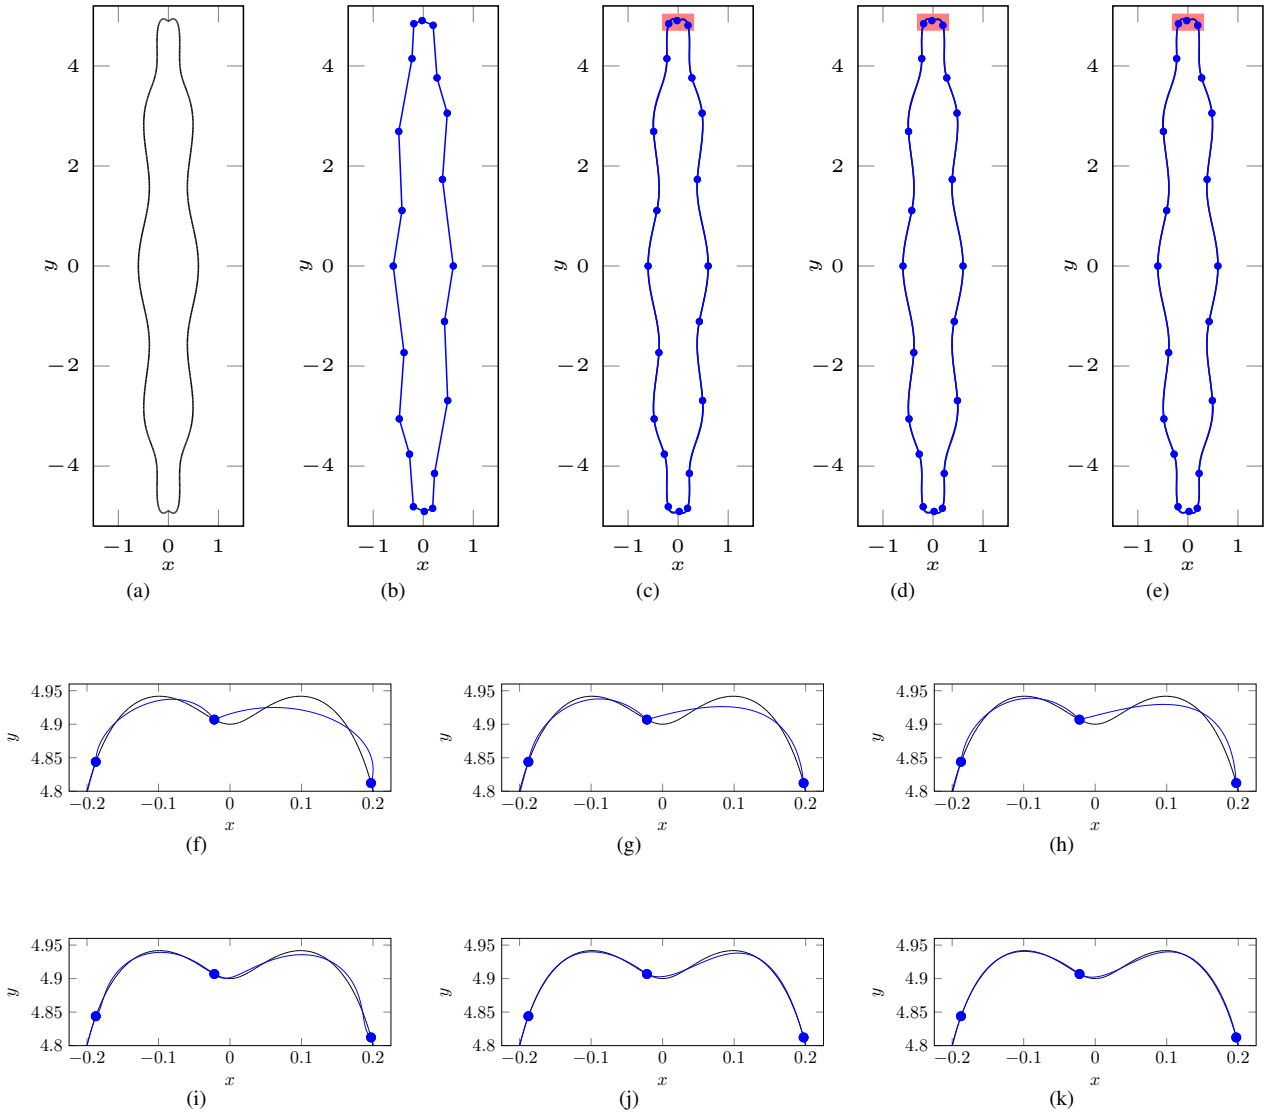 4 4 4 4 4
2 2 2 2 2
y 0 y 0 y 0 y 0 y 0
−2 −2 −2 −2 −2
−4 −4 −4 −4 −4
−1 0 1 −1 0 1 −1 0 1 −1 0 1 −1 0 1
x x x x x
(a) (b) (c) (d) (e)
4.95 4.95 4.95
4.9 4.9 4.9
y y y
4.85 4.85 4.85
4.8 4.8 4.8
−0.2 −0.1 0 0.1 0.2 −0.2 −0.1 0 0.1 0.2 −0.2 −0.1 0 0.1 0.2
x x x
(f) (g) (h)
4.95 4.95 4.95
4.9 4.9 4.9
y y y
4.85 4.85 4.85
4.8 4.8 4.8
−0.2 −0.1 0 0.1 0.2 −0.2 −0.1 0 0.1 0.2 −0.2 −0.1 0 0.1 0.2
x x x
(i) (j) (k)